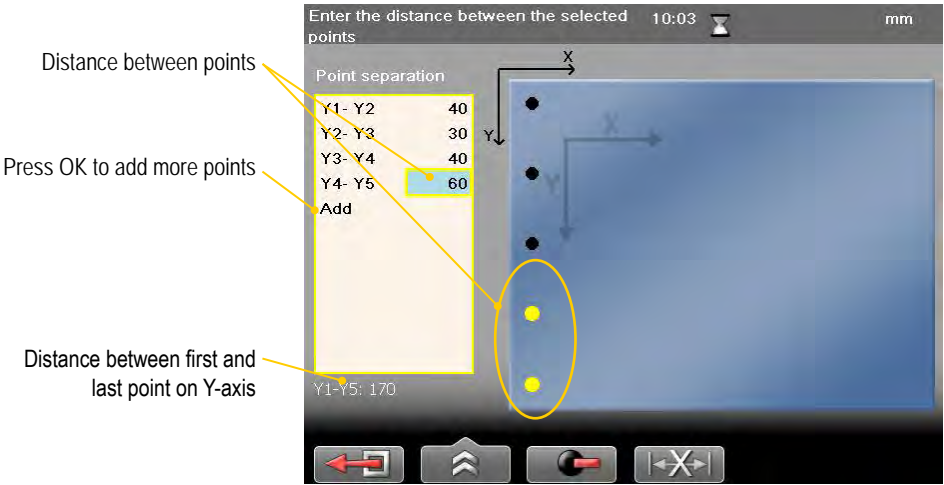 Enter the distance between the selected
points
10:03
mm
Distance between points
Point separation
X
Y
Y1- Y2 40
Y2- Y3 30
Y3- Y4 40
Y4- Y5 60
Add
Press OK to add more points
X
Y
Distance between first and
last point on Y-axis
Y1-Y5: 170
X